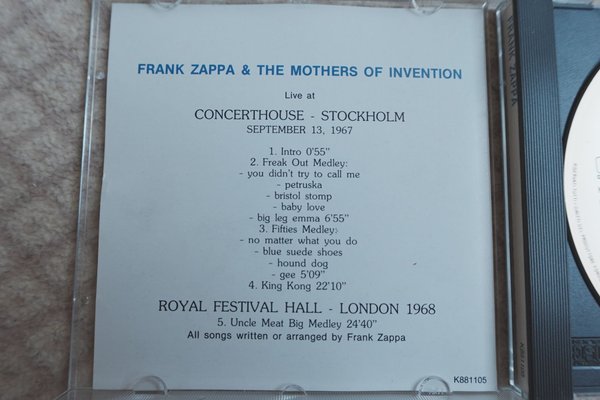 FRANK ZAPPA & THE MOTHERS OF INVENTION
Live at
CONCERTHOUSE - STOCKHOLM
SEPTEMBER 13, 1967
1. Intro 0'55"
2. Freak Out Medley:
- you didn't try to call me
- petruska
- bristol stomp
- baby love
- big leg emma 6'55"
3. Fifties Medley:
- no matter what you do
- blue suede shoes
- hound dog
- gee 5'09"
4. King Kong 22'10"
ROYAL FESTIVAL HALL - LONDON 1968
5. Uncle Meat Big Medley 24'40"
All songs written or arranged by Frank Zappa
K881105
FRANK ZAPPA
K881105